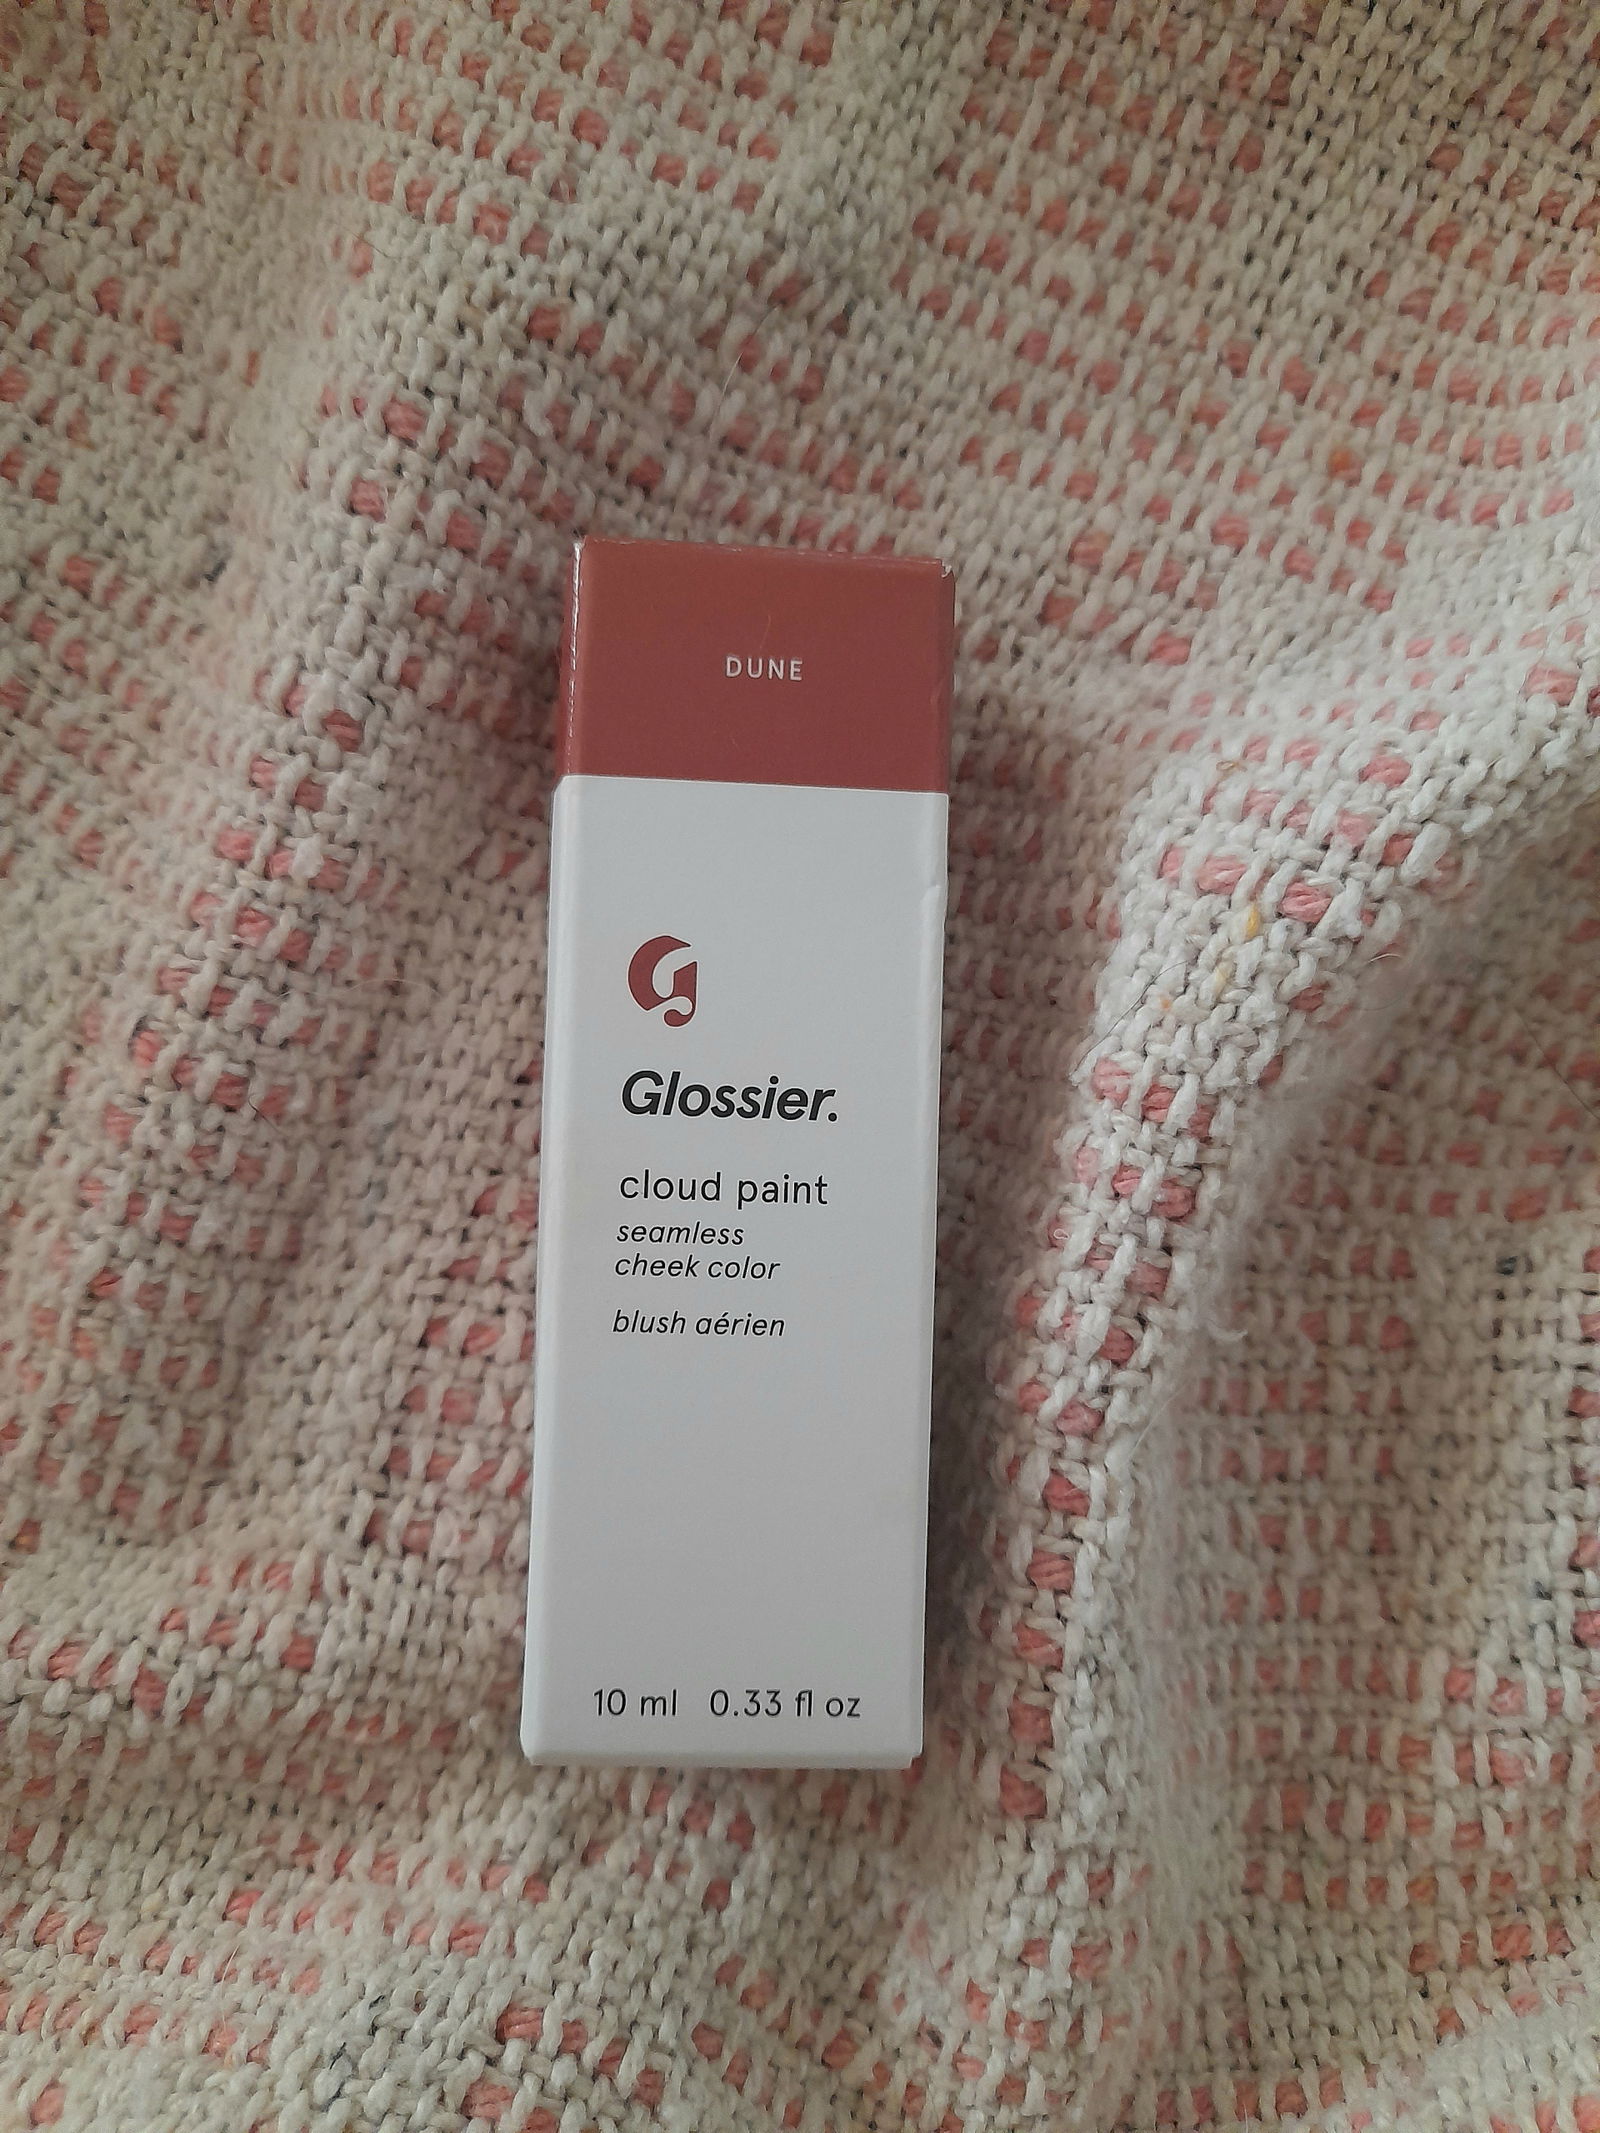 DUNE
Glossier.
cloud paint
seamless
cheek color
blush aérien
10 ml 0.33 fl oz